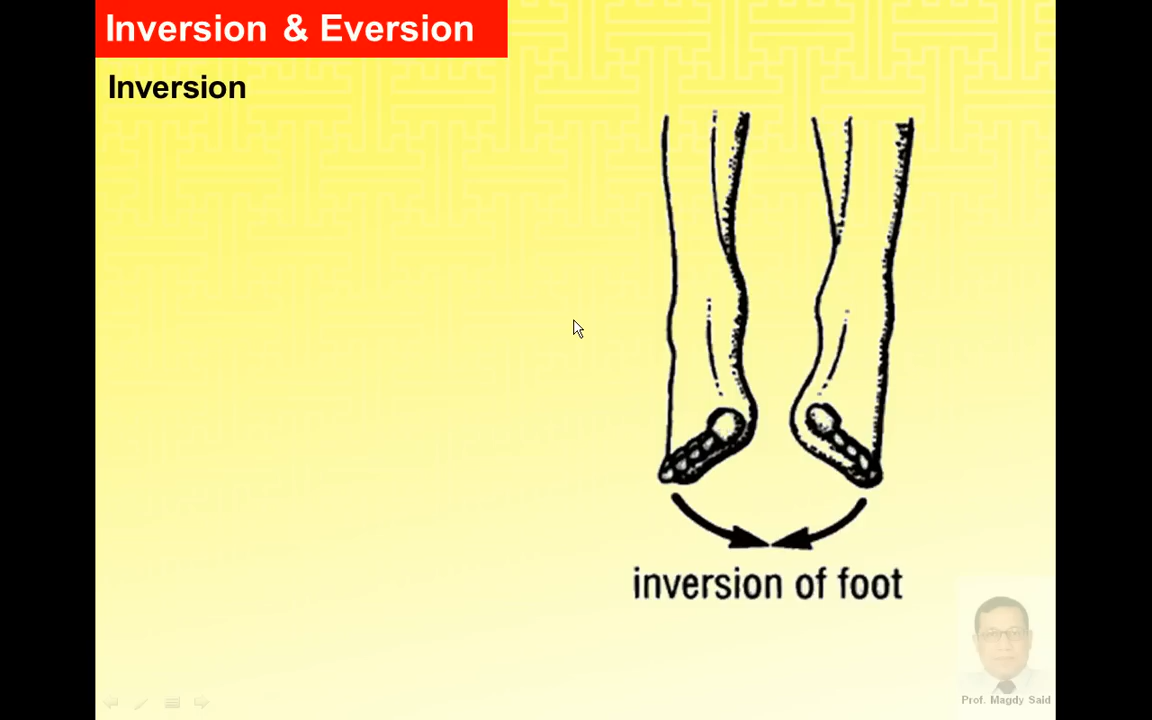 Inversion & Eversion
Inversion
inversion of foot
Prof. Magdy Said